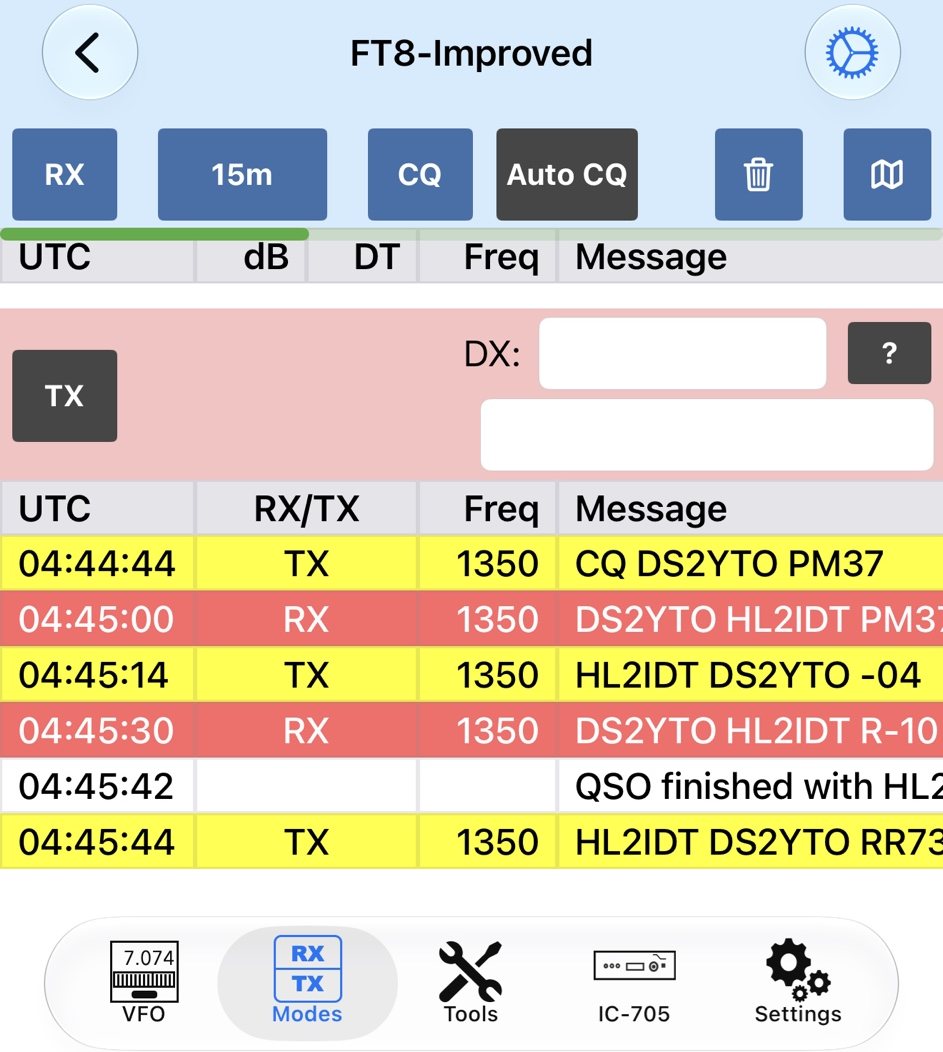 FT8-Improved
RX 15m CQ Auto CQ
UTC dB DT Freq Message
DX: ?
TX
UTC RX/TX Freq Message
04:44:44 TX 1350 CQ DS2YTO PM37
04:45:00 RX 1350 DS2YTO HL2IDT PM37
04:45:14 TX 1350 HL2IDT DS2YTO -04
04:45:30 RX 1350 DS2YTO HL2IDT R-10
04:45:42 QSO finished with HL2
04:45:44 TX 1350 HL2IDT DS2YTO RR73
7.074 RX TX
VFO Modes Tools IC-705 Settings